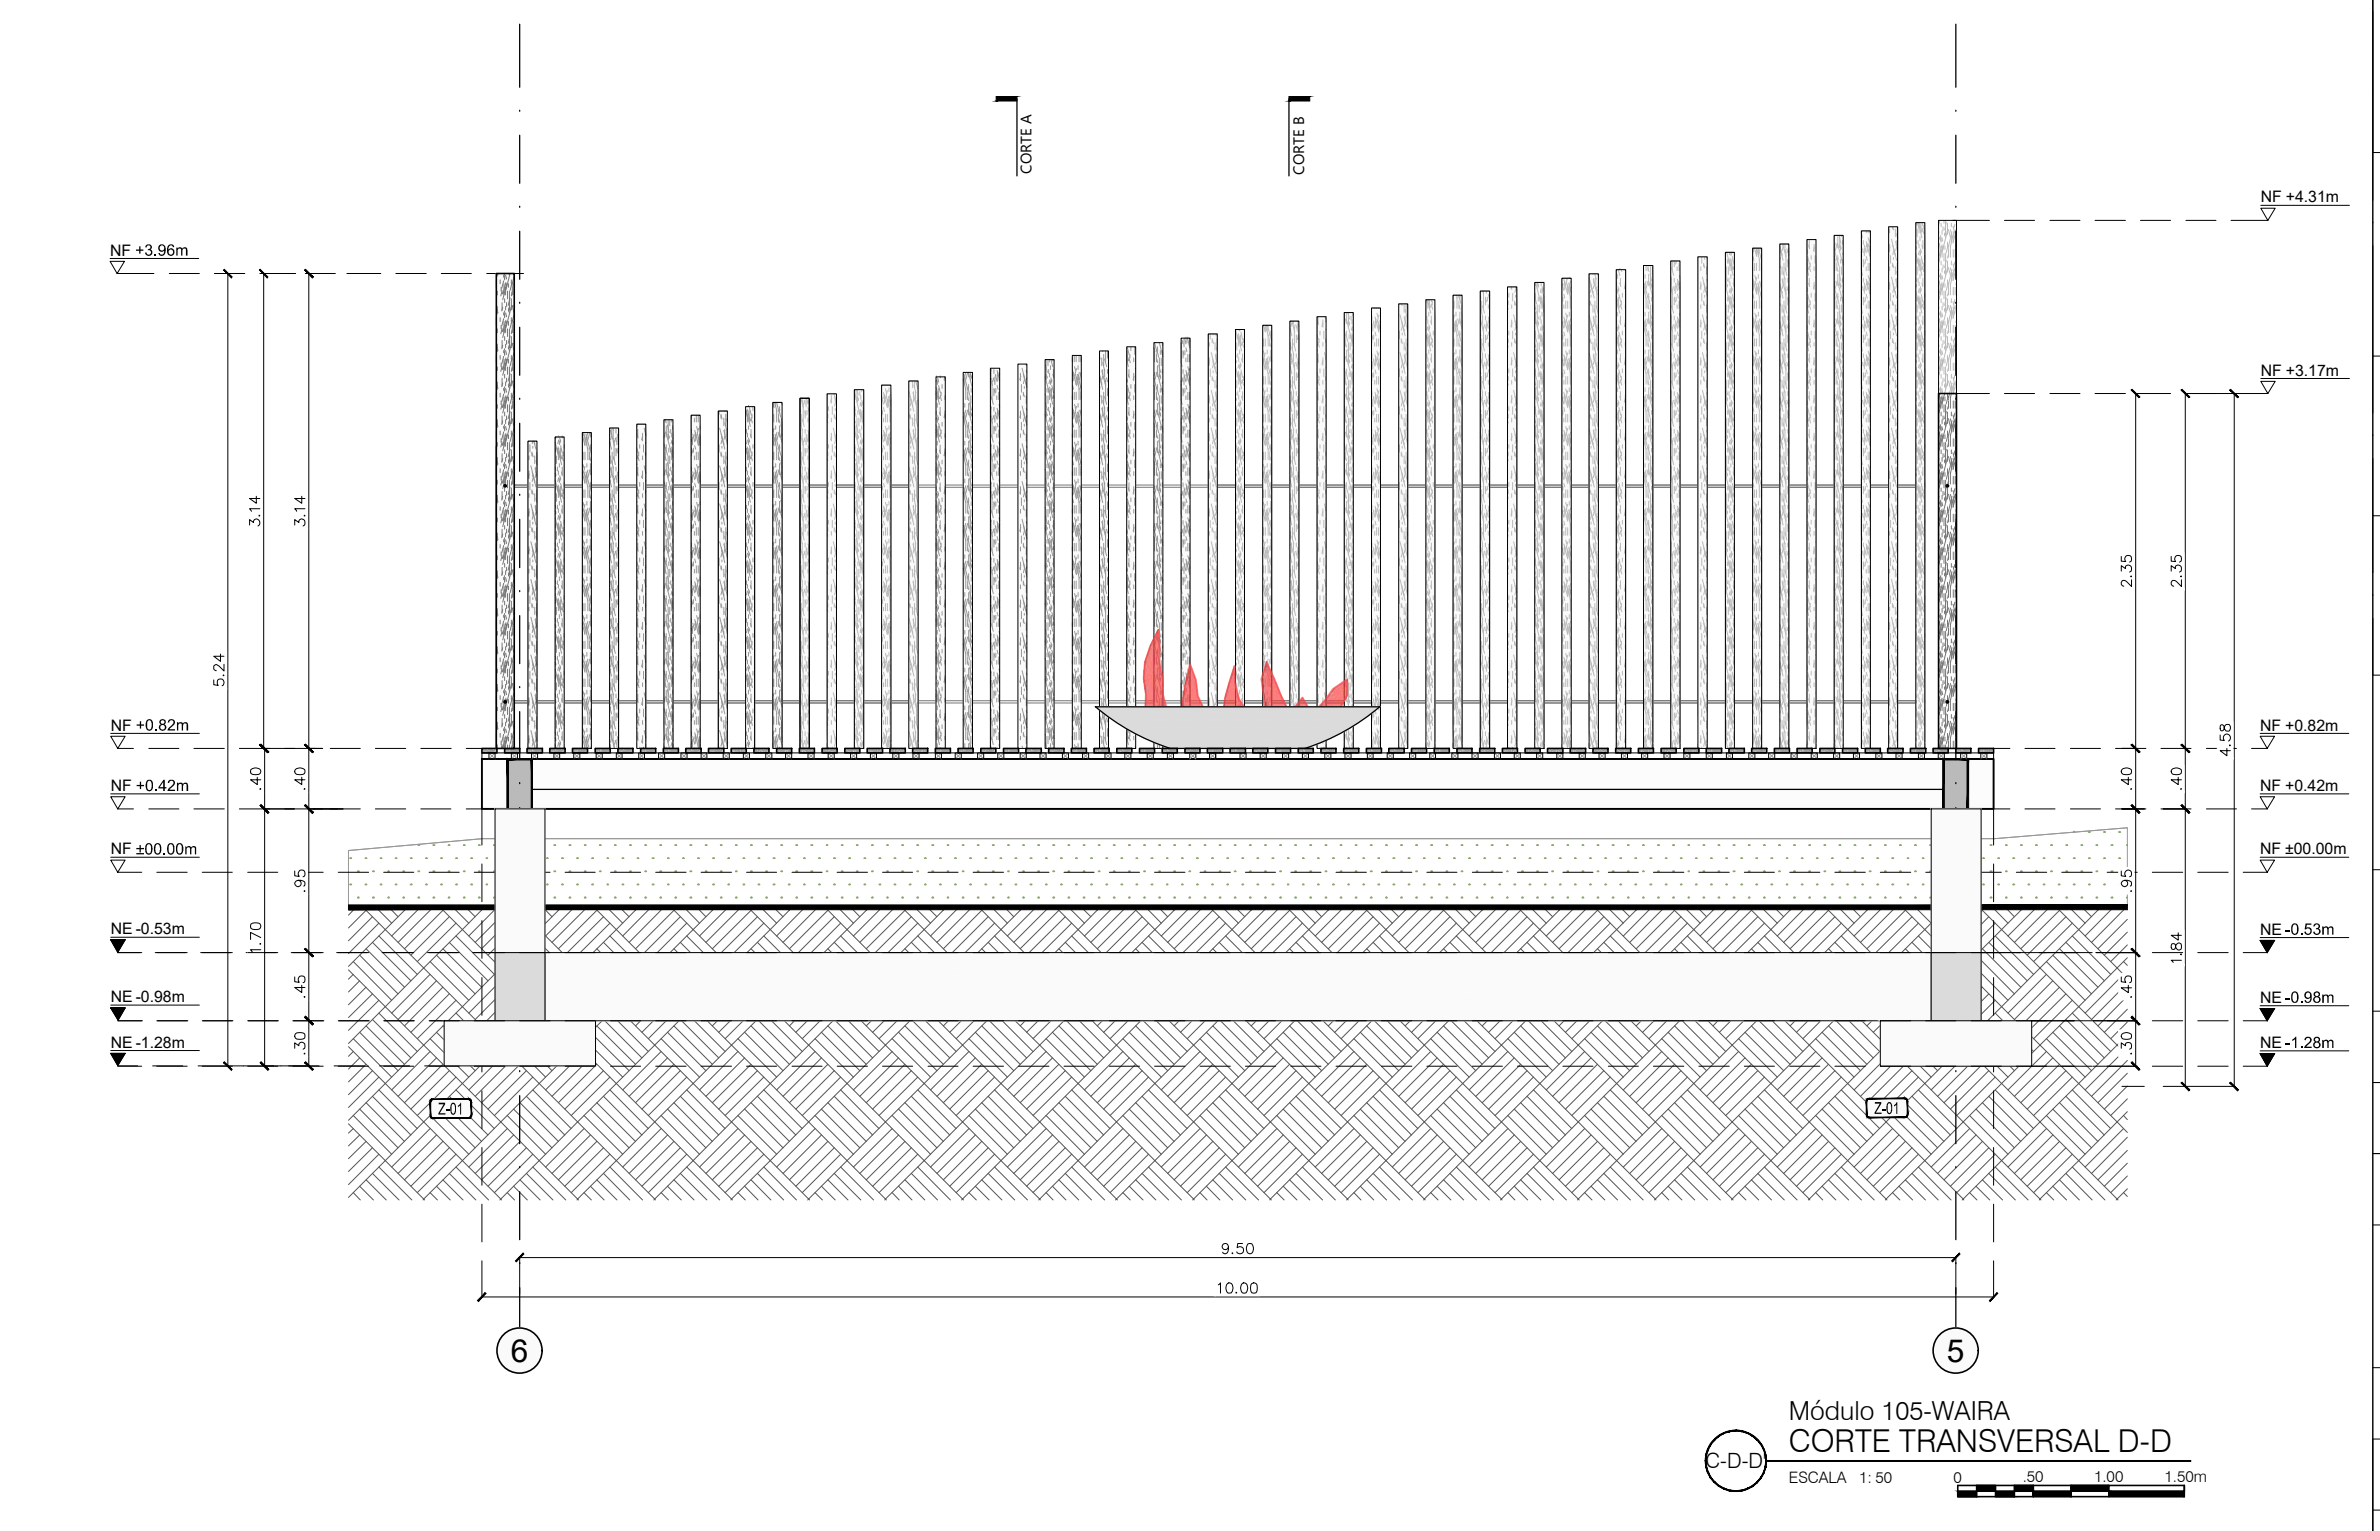 CORTE A
CORTE B
NF +4.31m
NF +3.96m
NF +3.17m
3.14
3.14
2.35
2.35
5.24
NF +0.82m
NF +0.82m
4.58
.40
.40
.40
.40
NF +0.42m
NF +0.42m
NF ±00.00m
NF ±00.00m
.95
.95
NE -0.53m
NE -0.53m
1.70
1.84
.45
.45
NE -0.98m
NE -0.98m
.30
.30
NE -1.28m
NE -1.28m
Z-01
Z-01
9.50
10.00
6
5
Módulo 105-WAIRA
CORTE TRANSVERSAL D-D
C-D-D
ESCALA 1: 50
0 .50 1.00 1.50m